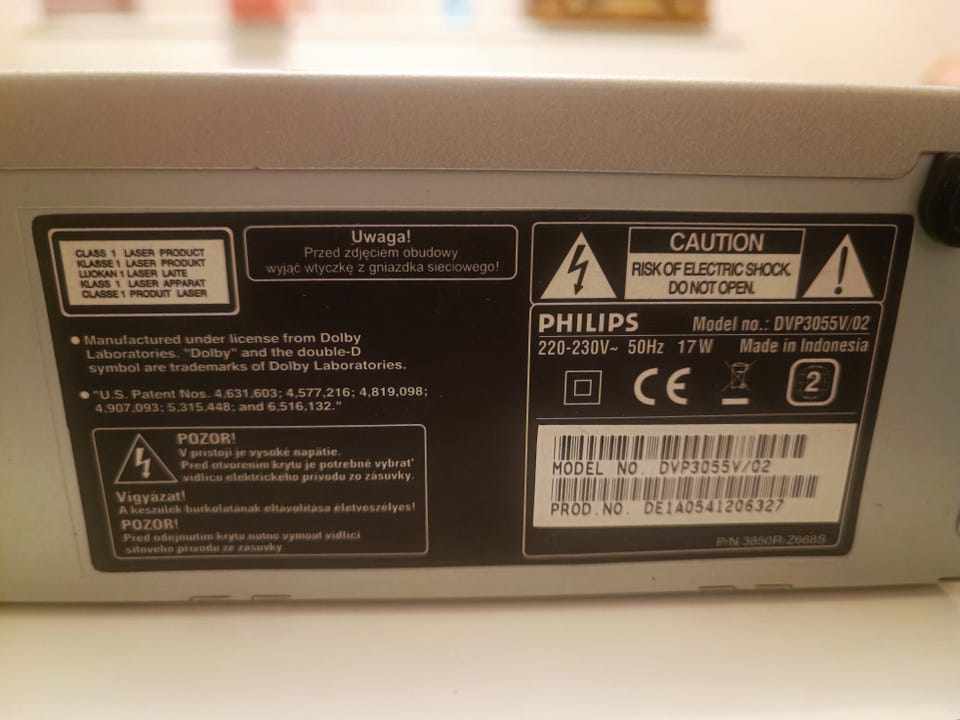 CLASS 1 LASER PRODUCT
KLASSE 1 LASER PRODUKT
LUOKAN 1 LASER LAITE
KLASS 1 LASER APPARAT
CLASSE 1 PRODUIT LASER
Uwaga!
Przed zdjęciem obudowy
wyjąć wtyczkę z gniazdka sieciowego!
Manufactured under license from Dolby
Laboratories. "Dolby" and the double-D
symbol are trademarks of Dolby Laboratories.
"U.S. Patent Nos. 4,631,603; 4,577,216; 4,819,098;
4,907,093; 5,315,448; and 6,516,132."
POZOR!
V prístoji je vysoké napätie.
Pred otvorením krytu je potrebné vybrať
vidlicu elektrického prívodu zo zásuvky.
Vigyázat!
A készülék burkolatának eltávolítása életveszélyes!
POZOR!
Před odejmutím krytu nutno vymout vidlici
síťového přívodu ze zásuvky.
CAUTION
RISK OF ELECTRIC SHOCK.
DO NOT OPEN.
PHILIPS Model no.: DVP3055V/02
220-230V~ 50Hz 17W Made in Indonesia
CE 2
MODEL NO. DVP3055V/02
PROD.NO. DE1A0541206327
P/N 3850R-Z668S